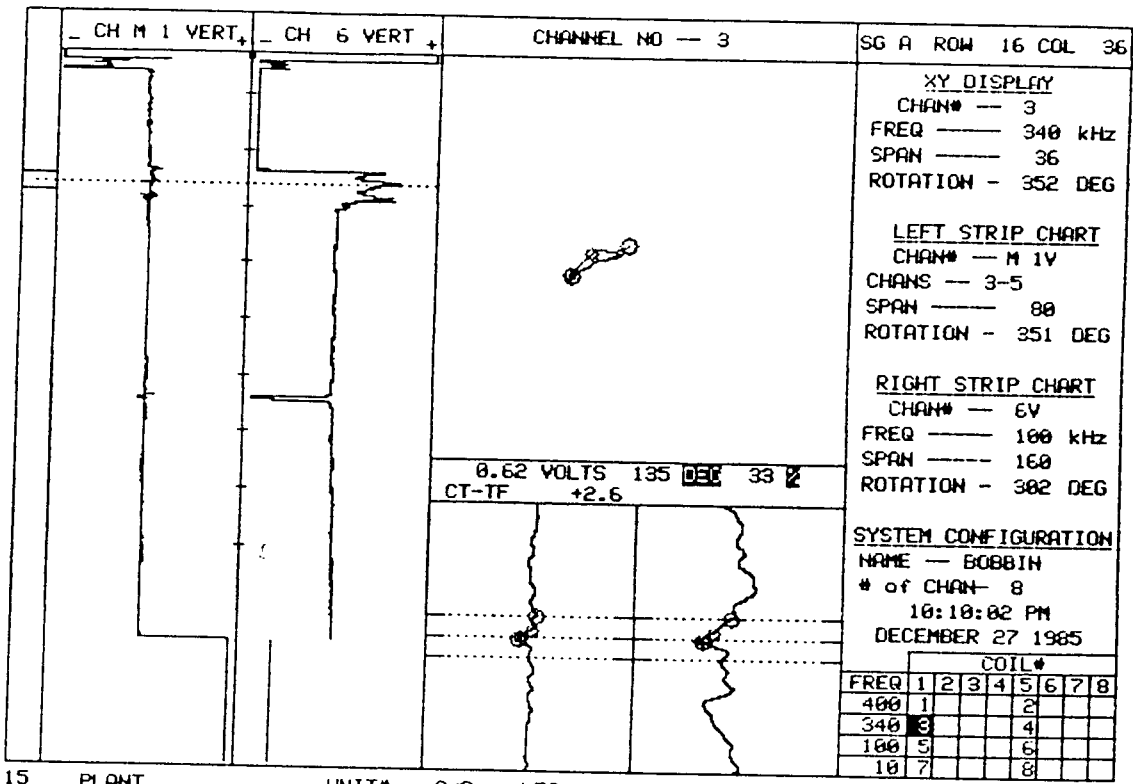 _ CH M 1 VERT +
_ CH 6 VERT +
CHANNEL NO -- 3
SG A ROW 16 COL 36
XY DISPLAY
CHAN# -- 3
FREQ ----- 340 kHz
SPAN ----- 36
ROTATION - 352 DEG
LEFT STRIP CHART
CHAN# -- M 1V
CHANS -- 3-5
SPAN ----- 80
ROTATION - 351 DEG
RIGHT STRIP CHART
CHAN# -- 6V
FREQ ----- 100 kHz
SPAN ----- 160
ROTATION - 302 DEG
0.62 VOLTS 135 DEG 33 %
CT-TF +2.6
SYSTEM CONFIGURATION
NAME -- BOBBIN
# of CHAN- 8
10:10:02 PM
DECEMBER 27 1985
COIL#
FREQ 1 2 3 4 5 6 7 8
400 1 2
340 3 4
100 5 6
10 7 8
15 PLANT UNIT#